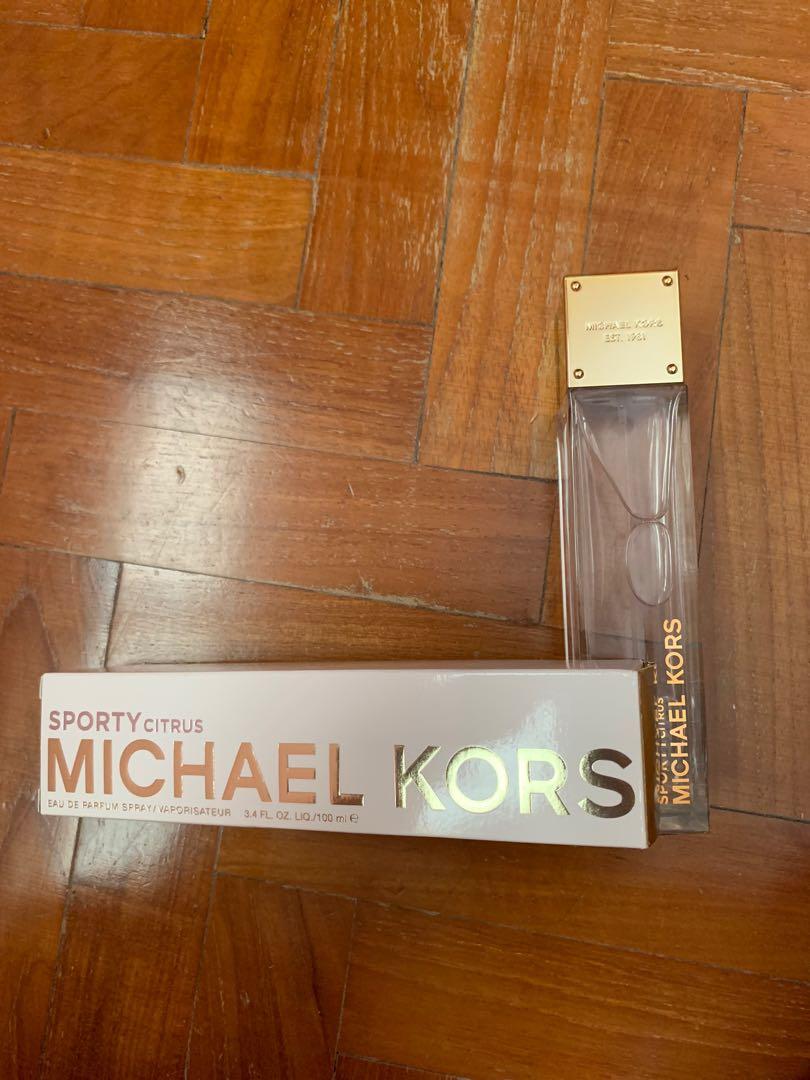 MICHAEL KORS
EST. 1981
SPORTY CITRUS
MICHAEL KORS
SPORTY CITRUS
MICHAEL KORS
EAU DE PARFUM SPRAY/VAPORISATEUR 3.4 FL. OZ. LIQ./100 ml ℮